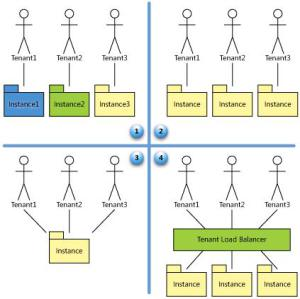 Tenant1 Tenant2 Tenant3
Instance1 Instance2 Instance3
1
Tenant1 Tenant2 Tenant3
Instance Instance Instance
2
3
Tenant1 Tenant2 Tenant3
Instance
4
Tenant1 Tenant2 Tenant3
Tenant Load Balancer
Instance Instance Instance